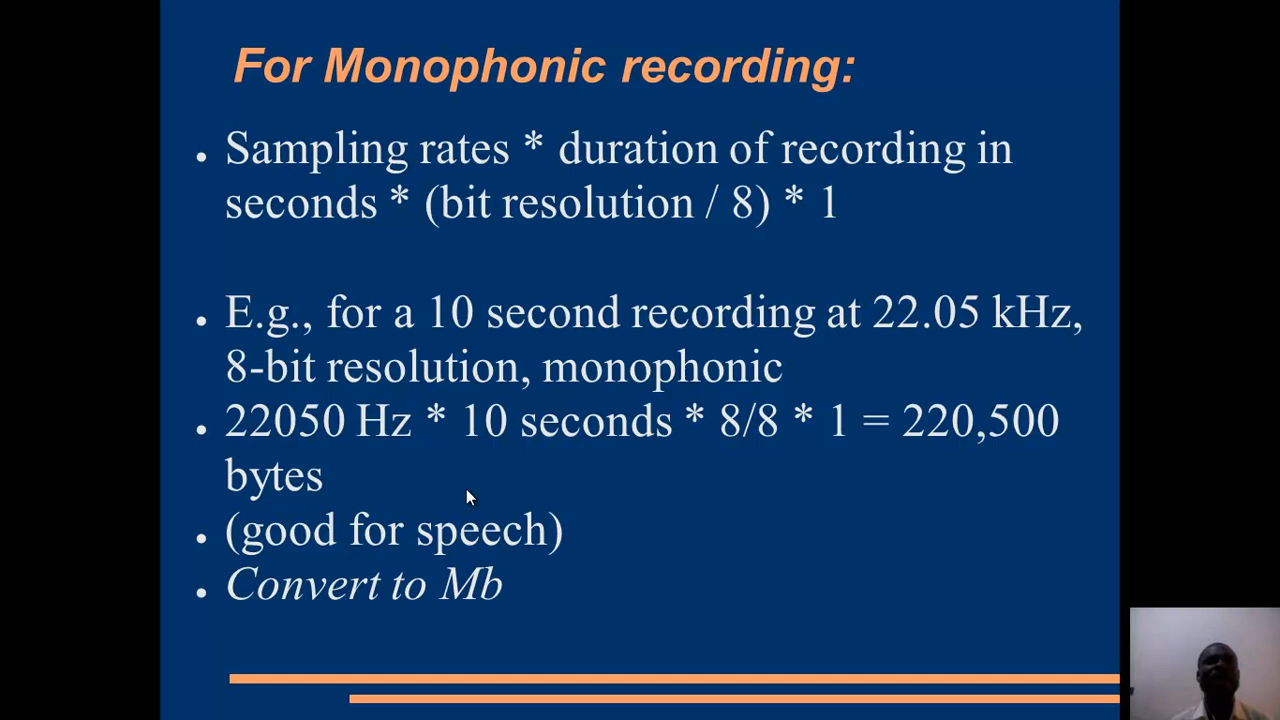 For Monophonic recording:
• Sampling rates * duration of recording in
seconds * (bit resolution / 8) * 1
• E.g., for a 10 second recording at 22.05 kHz,
8-bit resolution, monophonic
• 22050 Hz * 10 seconds * 8/8 * 1 = 220,500
bytes
• (good for speech)
• Convert to Mb